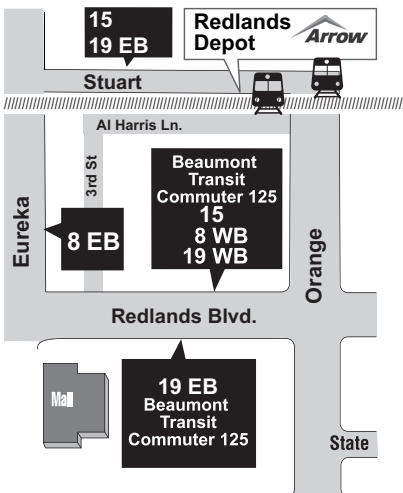 15
19 EB
Redlands
Depot
Arrow
Stuart
Al Harris Ln.
3rd St
Eureka
8 EB
Beaumont
Transit
Commuter 125
15
8 WB
19 WB
Orange
Redlands Blvd.
Mall
19 EB
Beaumont
Transit
Commuter 125
State